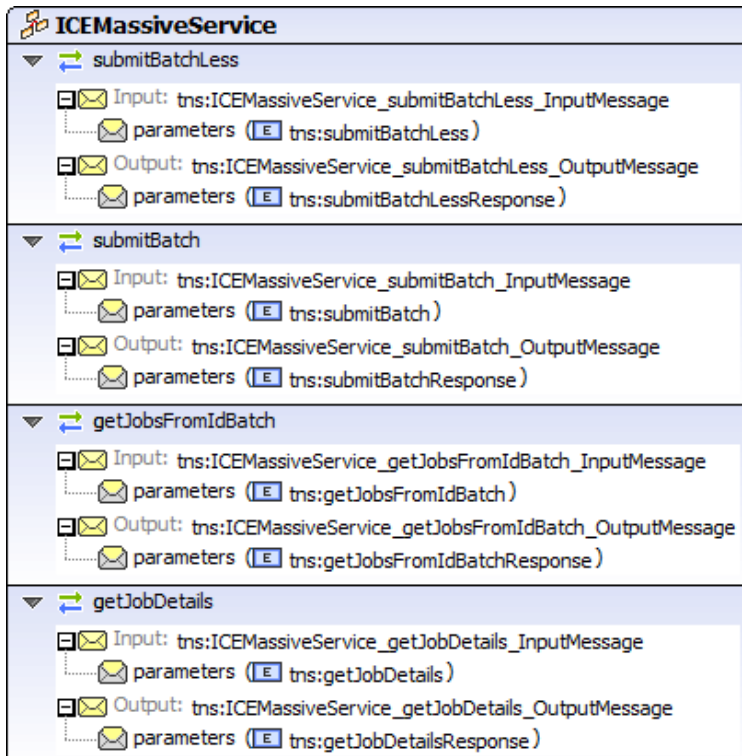 ICEMassiveService
submitBatchLess
Input: tns:ICEMassiveService_submitBatchLess_InputMessage
parameters (E tns:submitBatchLess)
Output: tns:ICEMassiveService_submitBatchLess_OutputMessage
parameters (E tns:submitBatchLessResponse)
submitBatch
Input: tns:ICEMassiveService_submitBatch_InputMessage
parameters (E tns:submitBatch)
Output: tns:ICEMassiveService_submitBatch_OutputMessage
parameters (E tns:submitBatchResponse)
getJobsFromIdBatch
Input: tns:ICEMassiveService_getJobsFromIdBatch_InputMessage
parameters (E tns:getJobsFromIdBatch)
Output: tns:ICEMassiveService_getJobsFromIdBatch_OutputMessage
parameters (E tns:getJobsFromIdBatchResponse)
getJobDetails
Input: tns:ICEMassiveService_getJobDetails_InputMessage
parameters (E tns:getJobDetails)
Output: tns:ICEMassiveService_getJobDetails_OutputMessage
parameters (E tns:getJobDetailsResponse)